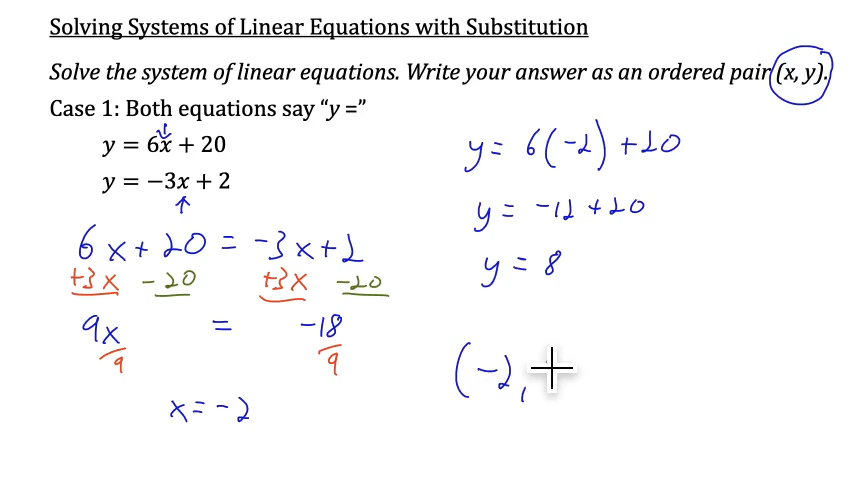 Solving Systems of Linear Equations with Substitution
Solve the system of linear equations. Write your answer as an ordered pair (x, y).
Case 1: Both equations say “y =”
y = 6x + 20
y = −3x + 2
6x + 20 = -3x + 2
+3x -20 +3x -20
9x = -18
9 9
x = -2
y = 6(-2) + 20
y = -12 + 20
y = 8
(-2,